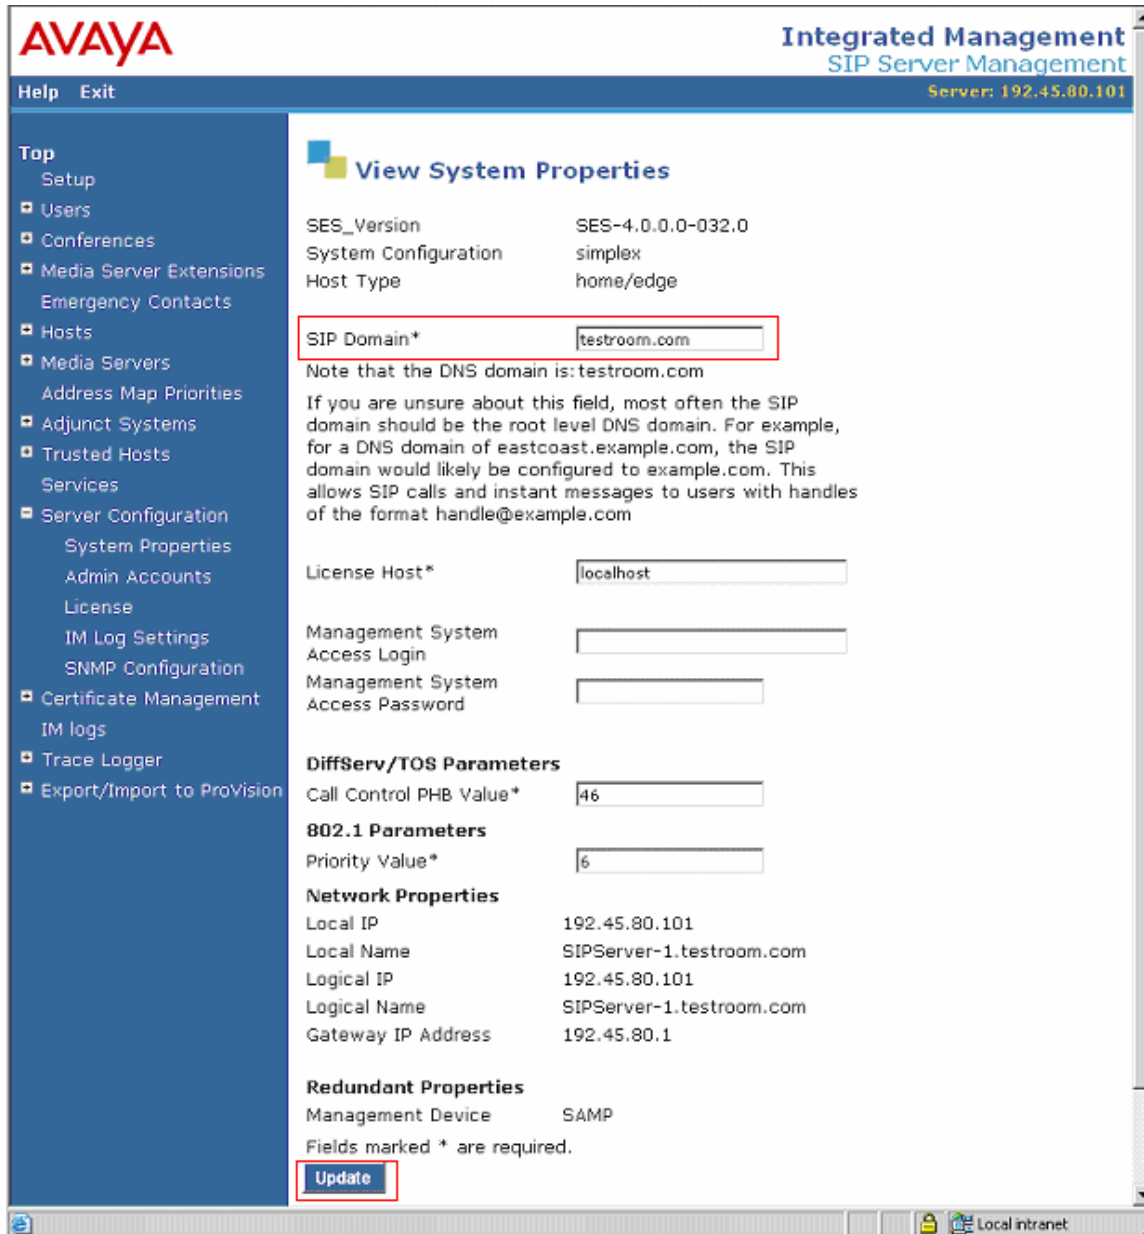 AVAYA
Integrated Management
SIP Server Management
Help Exit
Server: 192.45.80.101
Top
Setup
Users
Conferences
Media Server Extensions
Emergency Contacts
Hosts
Media Servers
Address Map Priorities
Adjunct Systems
Trusted Hosts
Services
Server Configuration
System Properties
Admin Accounts
License
IM Log Settings
SNMP Configuration
Certificate Management
IM logs
Trace Logger
Export/Import to ProVision
View System Properties
SES_Version SES-4.0.0.0-032.0
System Configuration simplex
Host Type home/edge
SIP Domain* testroom.com
Note that the DNS domain is: testroom.com
If you are unsure about this field, most often the SIP
domain should be the root level DNS domain. For example,
for a DNS domain of eastcoast.example.com, the SIP
domain would likely be configured to example.com. This
allows SIP calls and instant messages to users with handles
of the format handle@example.com
License Host* localhost
Management System
Access Login
Management System
Access Password
DiffServ/TOS Parameters
Call Control PHB Value* 46
802.1 Parameters
Priority Value* 6
Network Properties
Local IP 192.45.80.101
Local Name SIPServer-1.testroom.com
Logical IP 192.45.80.101
Logical Name SIPServer-1.testroom.com
Gateway IP Address 192.45.80.1
Redundant Properties
Management Device SAMP
Fields marked * are required.
Update
Local intranet